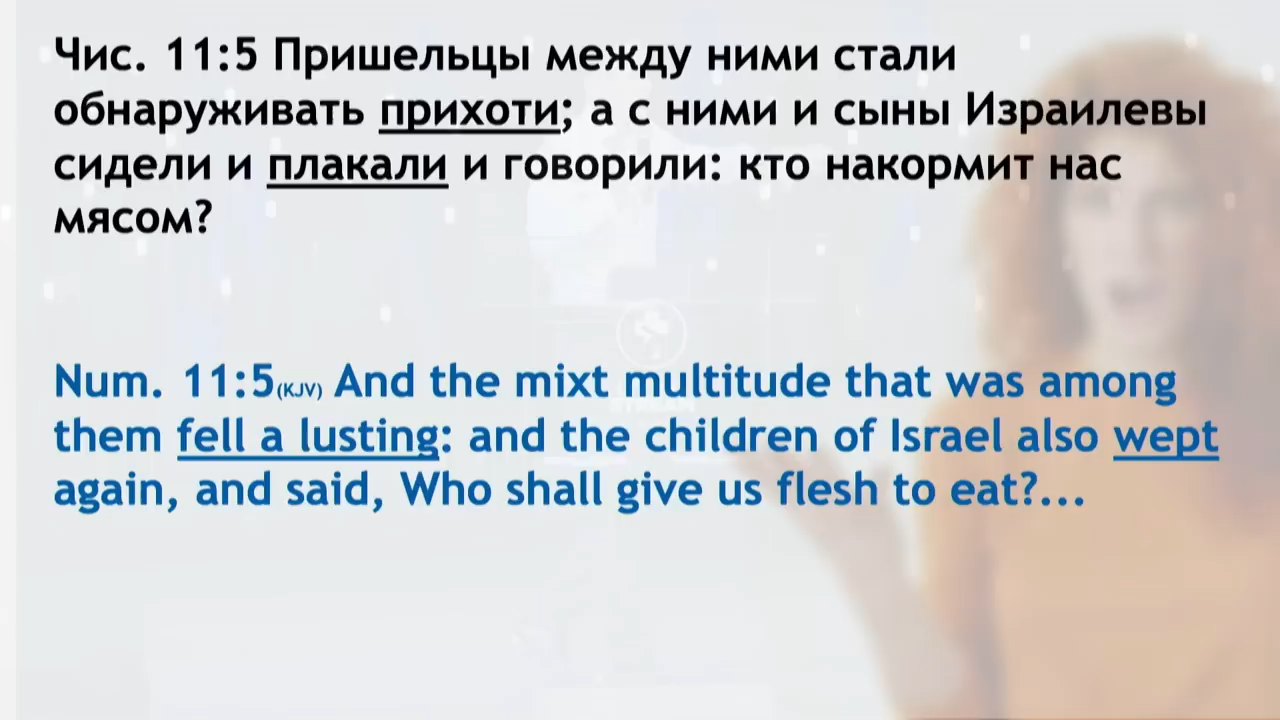 Чис. 11:5 Пришельцы между ними стали
обнаруживать прихоти; а с ними и сыны Израилевы
сидели и плакали и говорили: кто накормит нас
мясом?
Num. 11:5(KJV) And the mixt multitude that was among
them fell a lusting: and the children of Israel also wept
again, and said, Who shall give us flesh to eat?...